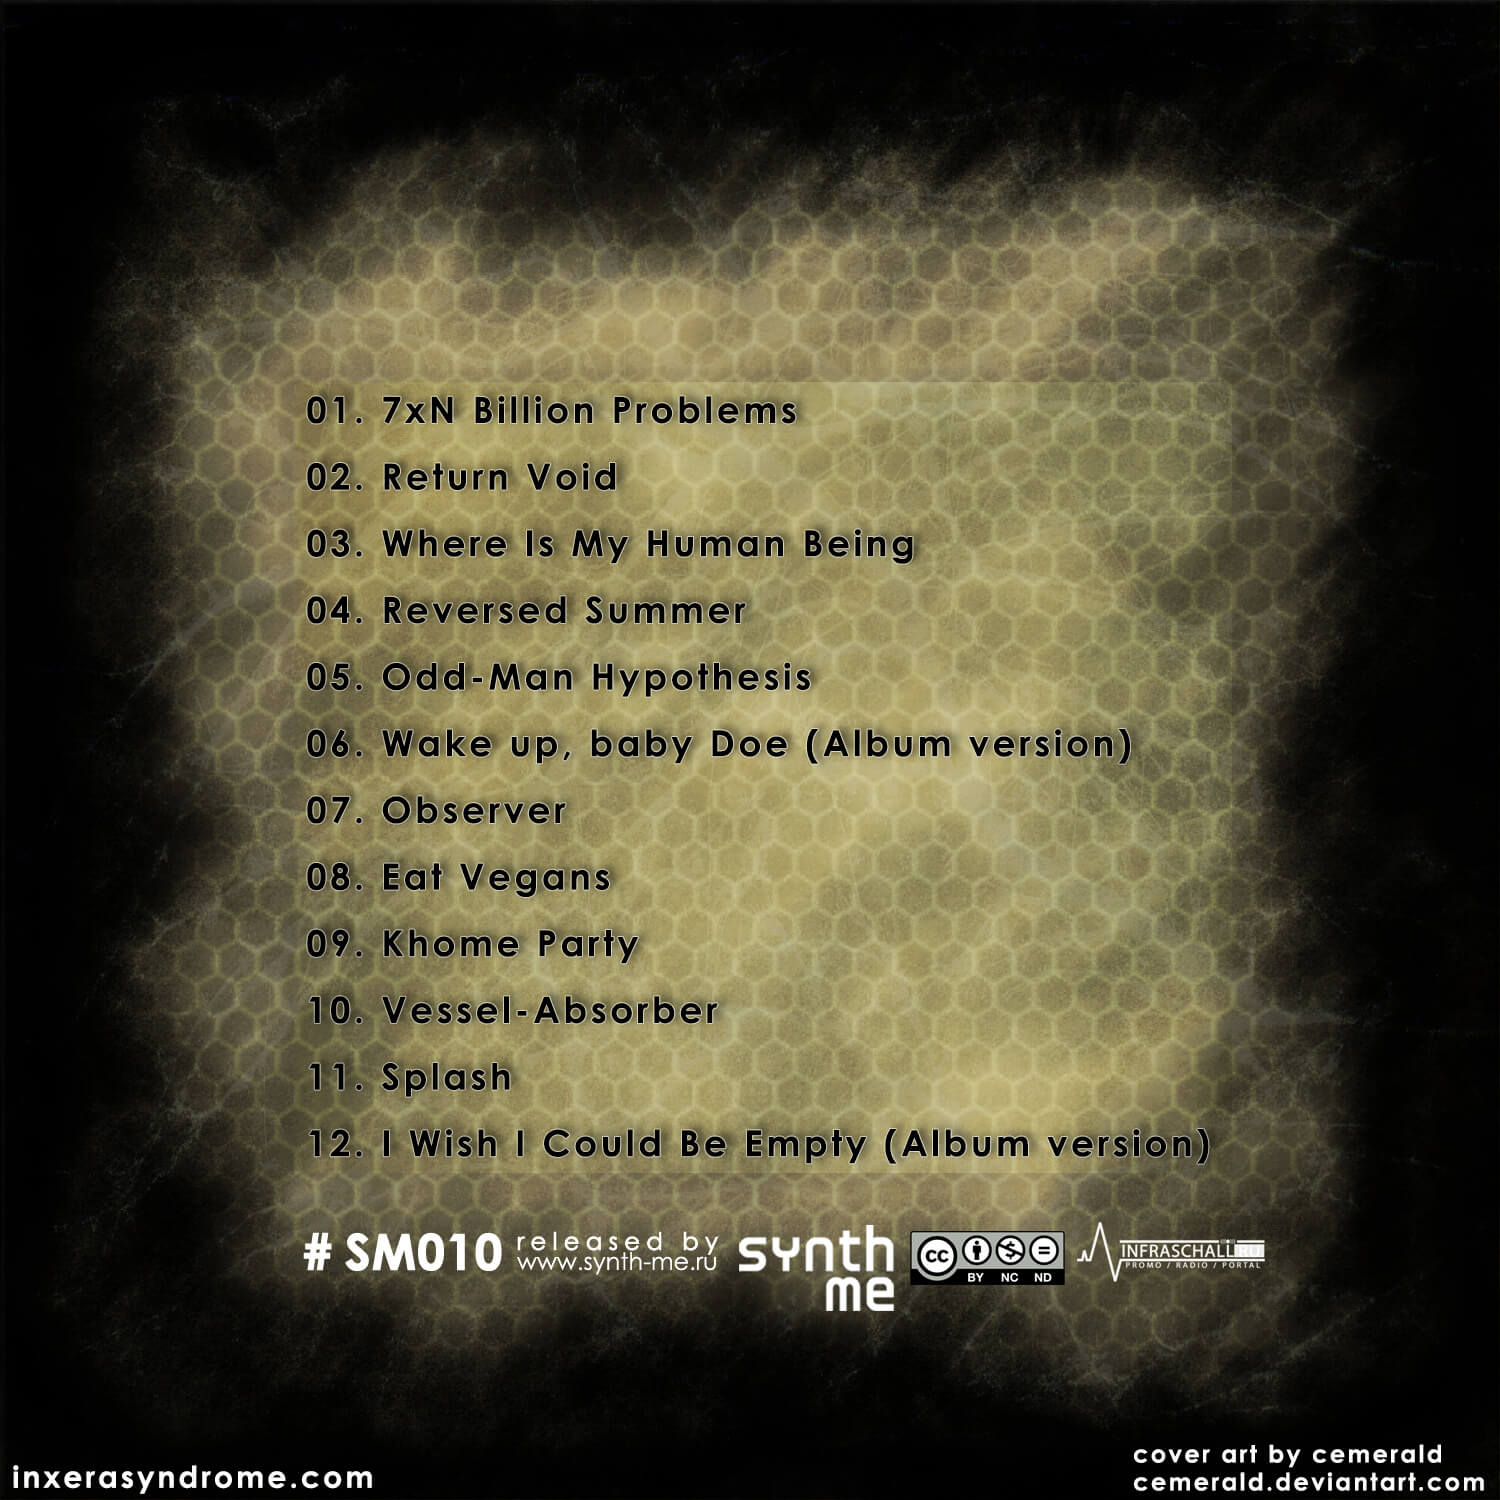 01. 7xN Billion Problems
02. Return Void
03. Where Is My Human Being
04. Reversed Summer
05. Odd-Man Hypothesis
06. Wake up, baby Doe (Album version)
07. Observer
08. Eat Vegans
09. Khome Party
10. Vessel-Absorber
11. Splash
12. I Wish I Could Be Empty (Album version)
# SM010
released by
www.synth-me.ru
synth
me
cc
BY NC ND
INFRASCHALL.RU
PROMO / RADIO / PORTAL
inxerasyndrome.com
cover art by cemerald
cemerald.deviantart.com